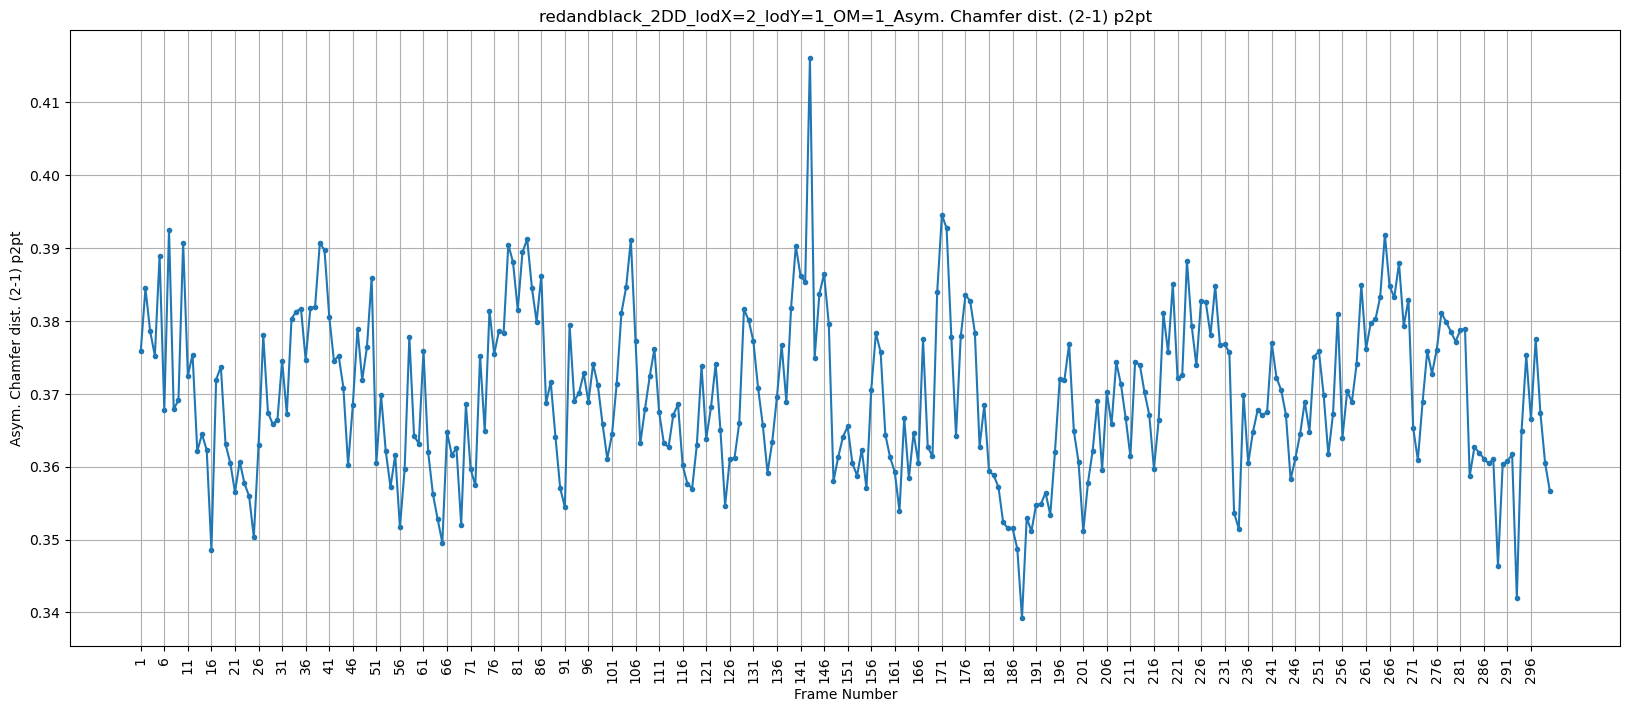 redandblack_2DD_lodX=2_lodY=1_OM=1_Asym. Chamfer dist. (2-1) p2pt
Asym. Chamfer dist. (2-1) p2pt
0.41
0.40
0.39
0.38
0.37
0.36
0.35
0.34
1 6 11 16 21 26 31 36 41 46 51 56 61 66 71 76 81 86 91 96 101 106 111 116 121 126 131 136 141 146 151 156 161 166 171 176 181 186 191 196 201 206 211 216 221 226 231 236 241 246 251 256 261 266 271 276 281 286 291 296
Frame Number